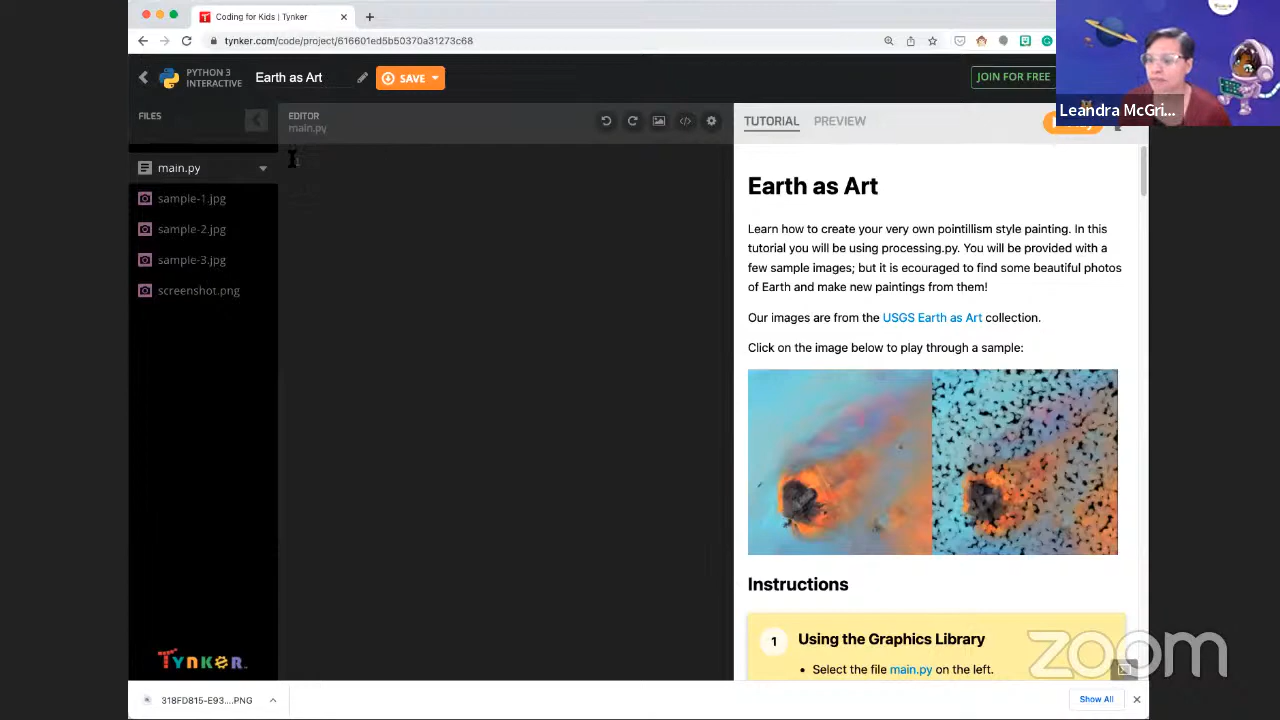 Coding for Kids | Tynker
tynker.com/code/project/616601ed5b50370a31273c68
PYTHON 3
INTERACTIVE
Earth as Art
SAVE
JOIN FOR FREE
Leandra McGri...
FILES
EDITOR
main.py
TUTORIAL
PREVIEW
main.py
sample-1.jpg
sample-2.jpg
sample-3.jpg
screenshot.png
1
Earth as Art
Learn how to create your very own pointillism style painting. In this
tutorial you will be using processing.py. You will be provided with a
few sample images; but it is ecouraged to find some beautiful photos
of Earth and make new paintings from them!
Our images are from the USGS Earth as Art collection.
Click on the image below to play through a sample:
Instructions
1 Using the Graphics Library
• Select the file main.py on the left.
TYNKER
zoom
318FD815-E93....PNG
Show All